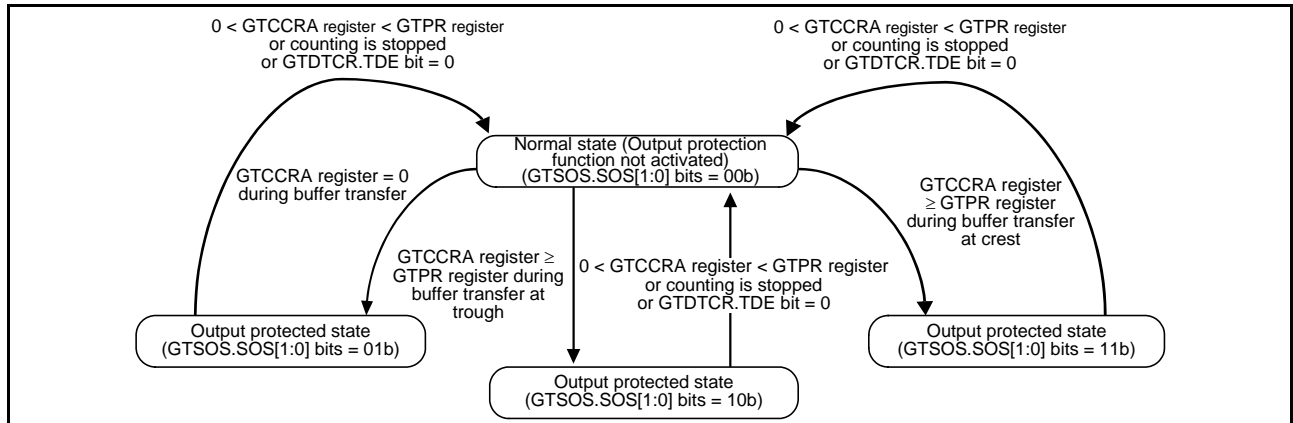 0 < GTCCRA register < GTPR register
or counting is stopped
or GTDTCR.TDE bit = 0
0 < GTCCRA register < GTPR register
or counting is stopped
or GTDTCR.TDE bit = 0
Normal state (Output protection
function not activated)
(GTSOS.SOS[1:0] bits = 00b)
GTCCRA register = 0
during buffer transfer
GTCCRA register
≥ GTPR register
during buffer transfer
at crest
GTCCRA register ≥
GTPR register during
buffer transfer at
trough
0 < GTCCRA register < GTPR register
or counting is stopped
or GTDTCR.TDE bit = 0
Output protected state
(GTSOS.SOS[1:0] bits = 01b)
Output protected state
(GTSOS.SOS[1:0] bits = 11b)
Output protected state
(GTSOS.SOS[1:0] bits = 10b)